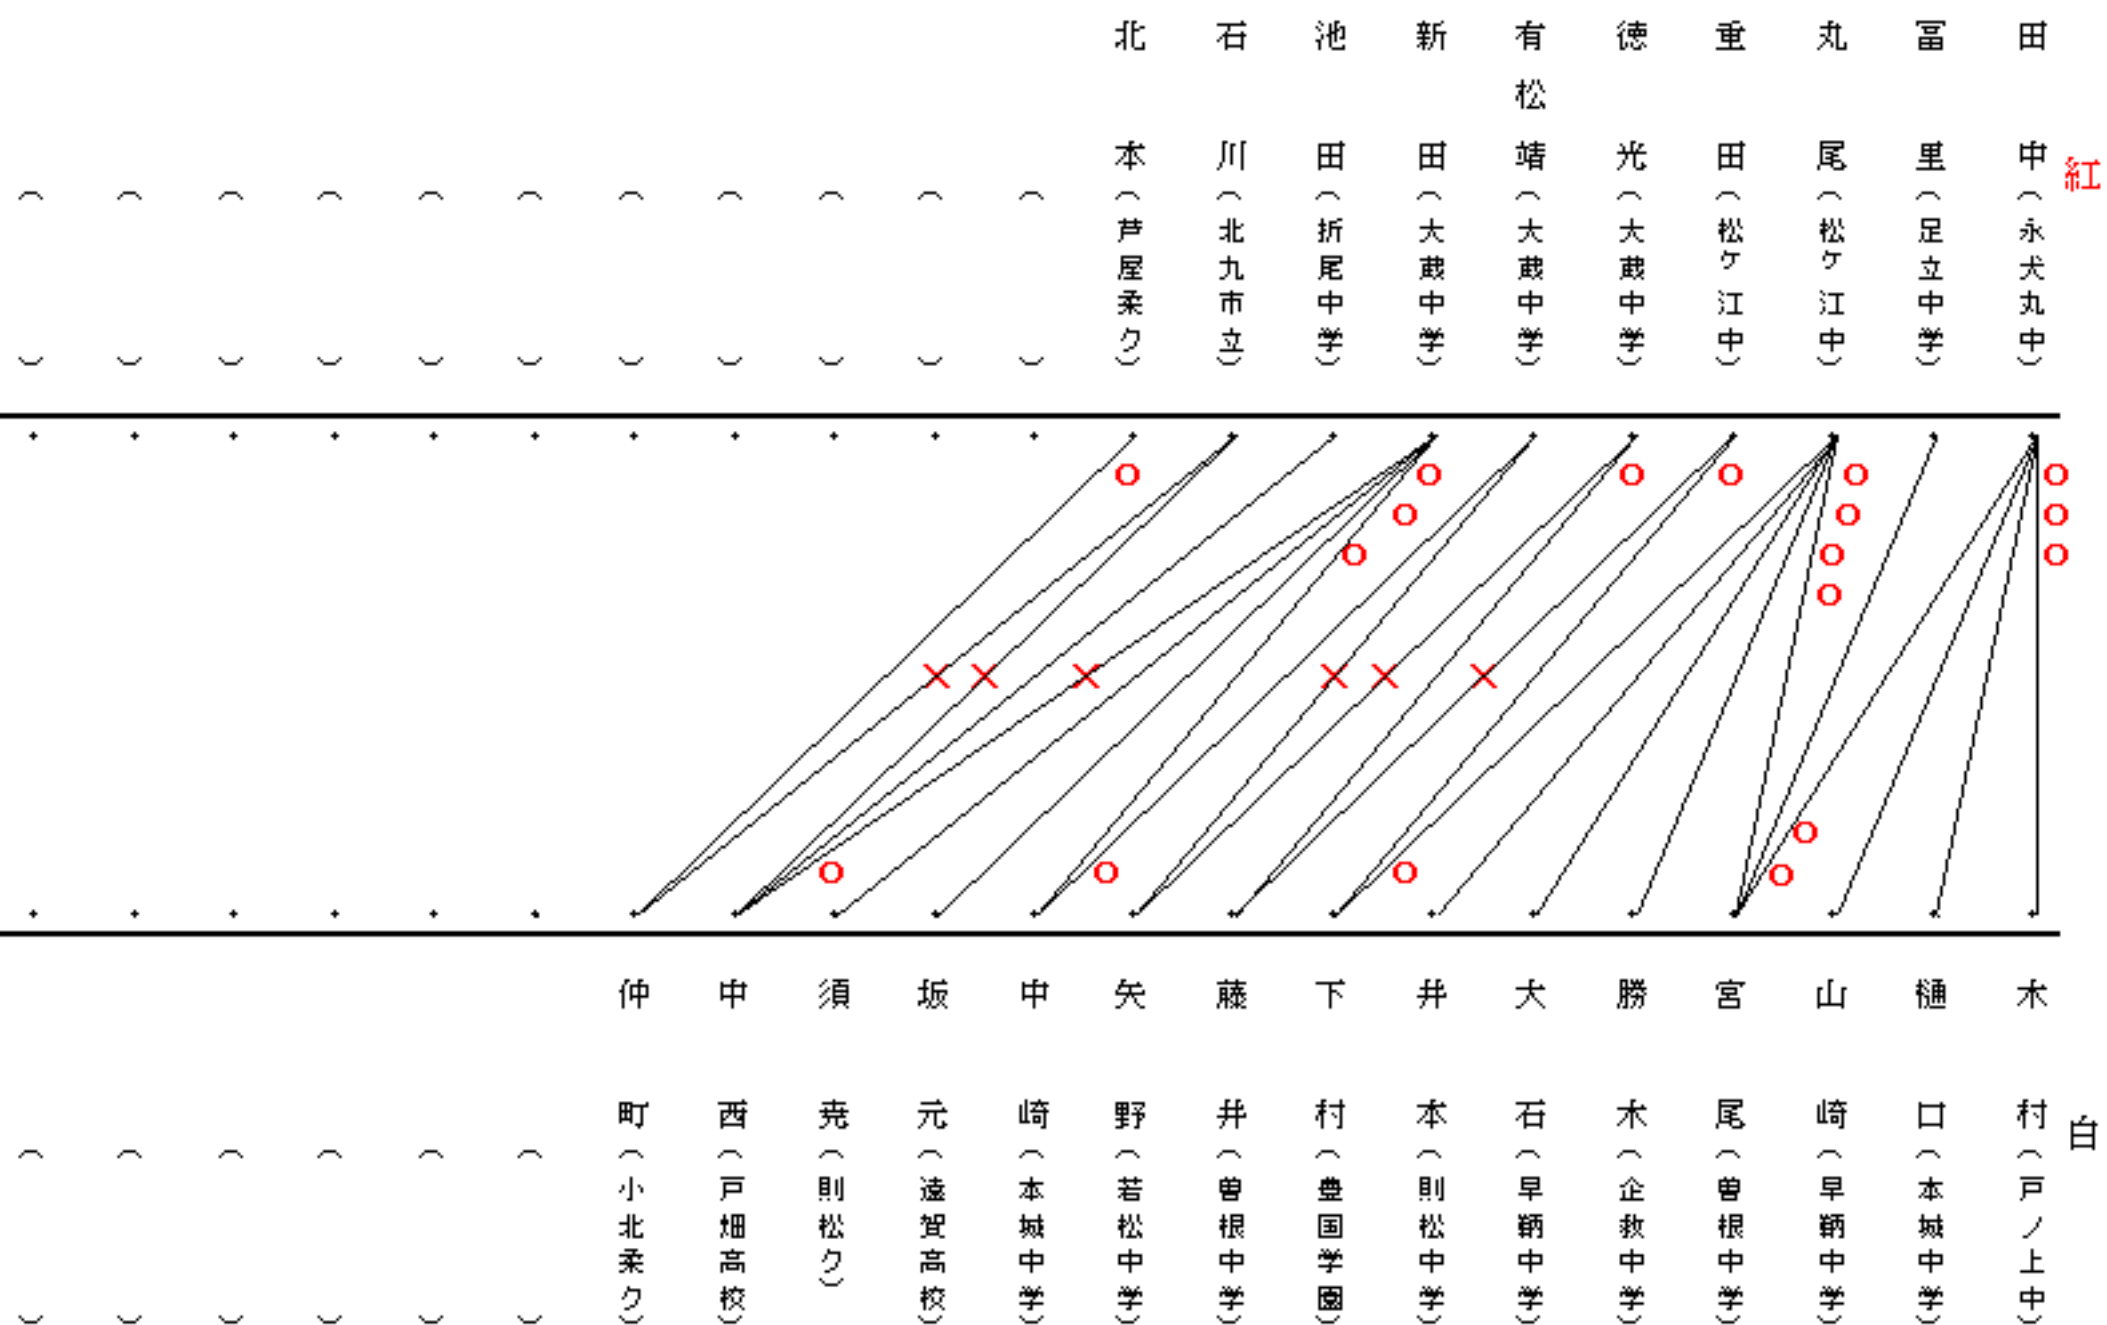 紅
田中(永犬丸中)
冨里(足立中学)
丸尾(松ケ江中)
重田(松ケ江中)
徳光(大蔵中学)
有松靖(大蔵中学)
新田(大蔵中学)
池田(折尾中学)
石川(北九市立)
北本(芦屋柔ク)
白
木村(戸ノ上中)
樋口(本城中学)
山崎(早鞆中学)
宮尾(曽根中学)
勝木(企救中学)
大石(早鞆中学)
井本(則松中学)
下村(豊国学園)
藤井(曽根中学)
矢野(若松中学)
中崎(本城中学)
坂元(遠賀高校)
須尭(則松ク)
中西(戸畑高校)
仲町(小北柔ク)